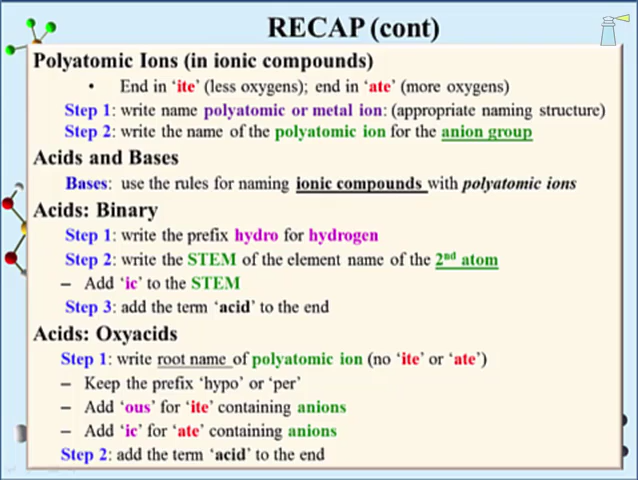 RECAP (cont)
Polyatomic Ions (in ionic compounds)
• End in 'ite' (less oxygens); end in 'ate' (more oxygens)
Step 1: write name polyatomic or metal ion: (appropriate naming structure)
Step 2: write the name of the polyatomic ion for the anion group
Acids and Bases
Bases: use the rules for naming ionic compounds with polyatomic ions
Acids: Binary
Step 1: write the prefix hydro for hydrogen
Step 2: write the STEM of the element name of the 2nd atom
– Add 'ic' to the STEM
Step 3: add the term 'acid' to the end
Acids: Oxyacids
Step 1: write root name of polyatomic ion (no 'ite' or 'ate')
– Keep the prefix 'hypo' or 'per'
– Add 'ous' for 'ite' containing anions
– Add 'ic' for 'ate' containing anions
Step 2: add the term 'acid' to the end